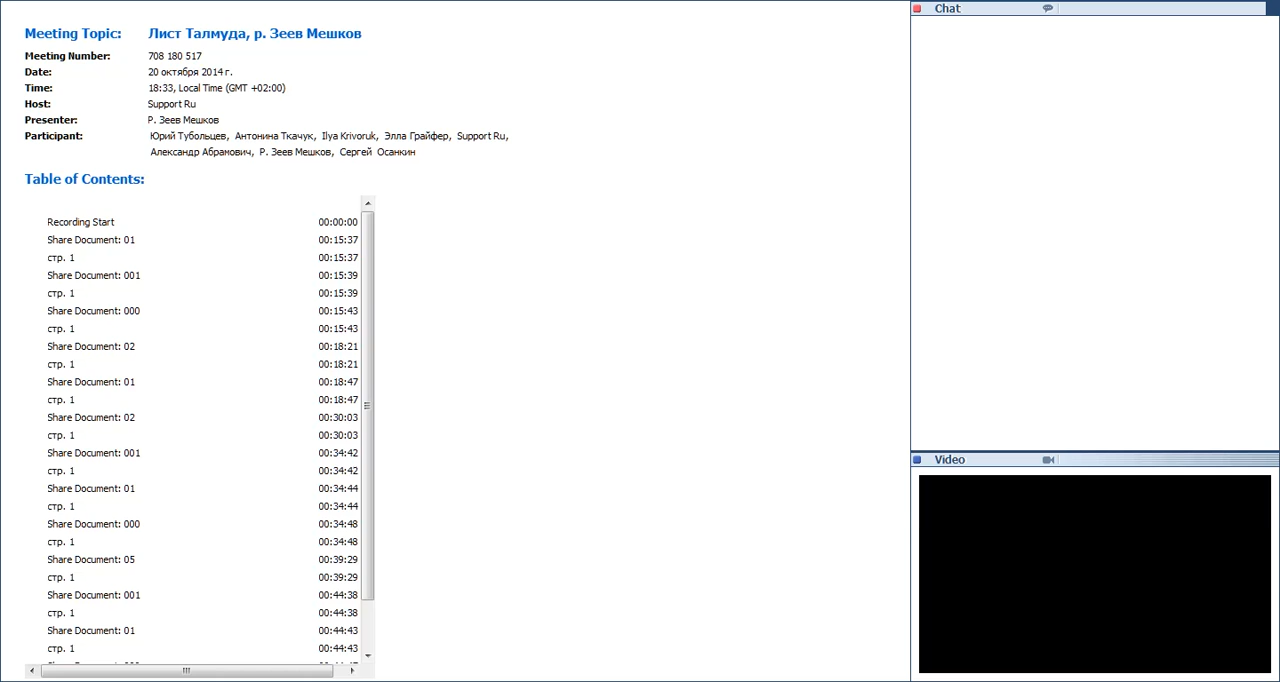 Meeting Topic: Лист Талмуда, р. Зеев Мешков
Meeting Number: 708 180 517
Date: 20 октября 2014 г.
Time: 18:33, Local Time (GMT +02:00)
Host: Support Ru
Presenter: Р. Зеев Мешков
Participant: Юрий Тубольцев, Антонина Ткачук, Ilya Krivoruk, Элла Грайфер, Support Ru,
Александр Абрамович, Р. Зеев Мешков, Сергей Осанкин
Table of Contents:
Recording Start 00:00:00
Share Document: 01 00:15:37
стр. 1 00:15:37
Share Document: 001 00:15:39
стр. 1 00:15:39
Share Document: 000 00:15:43
стр. 1 00:15:43
Share Document: 02 00:18:21
стр. 1 00:18:21
Share Document: 01 00:18:47
стр. 1 00:18:47
Share Document: 02 00:30:03
стр. 1 00:30:03
Share Document: 001 00:34:42
стр. 1 00:34:42
Share Document: 01 00:34:44
стр. 1 00:34:44
Share Document: 000 00:34:48
стр. 1 00:34:48
Share Document: 05 00:39:29
стр. 1 00:39:29
Share Document: 001 00:44:38
стр. 1 00:44:38
Share Document: 01 00:44:43
стр. 1 00:44:43
Chat
Video